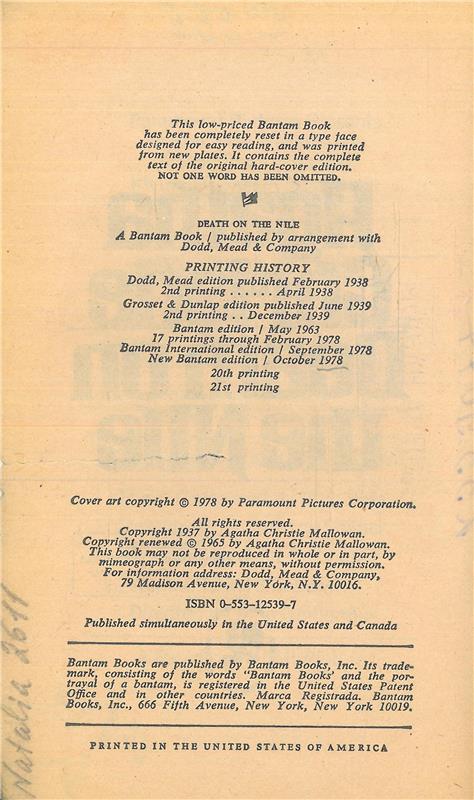 This low-priced Bantam Book
has been completely reset in a type face
designed for easy reading, and was printed
from new plates. It contains the complete
text of the original hard-cover edition.
NOT ONE WORD HAS BEEN OMITTED.
DEATH ON THE NILE
A Bantam Book / published by arrangement with
Dodd, Mead & Company
PRINTING HISTORY
Dodd, Mead edition published February 1938
2nd printing . . . . . . April 1938
Grosset & Dunlap edition published June 1939
2nd printing . . December 1939
Bantam edition / May 1963
17 printings through February 1978
Bantam International edition / September 1978
New Bantam edition / October 1978
20th printing
21st printing
Cover art copyright © 1978 by Paramount Pictures Corporation.
All rights reserved.
Copyright 1937 by Agatha Christie Mallowan.
Copyright renewed © 1965 by Agatha Christie Mallowan.
This book may not be reproduced in whole or in part, by
mimeograph or any other means, without permission.
For information address: Dodd, Mead & Company,
79 Madison Avenue, New York, N.Y. 10016.
ISBN 0–553–12539–7
Published simultaneously in the United States and Canada
Bantam Books are published by Bantam Books, Inc. Its trade-
mark, consisting of the words "Bantam Books' and the por-
trayal of a bantam, is registered in the United States Patent
Office and in other countries. Marca Registrada. Bantam
Books, Inc., 666 Fifth Avenue, New York, New York 10019.
PRINTED IN THE UNITED STATES OF AMERICA
Natalia